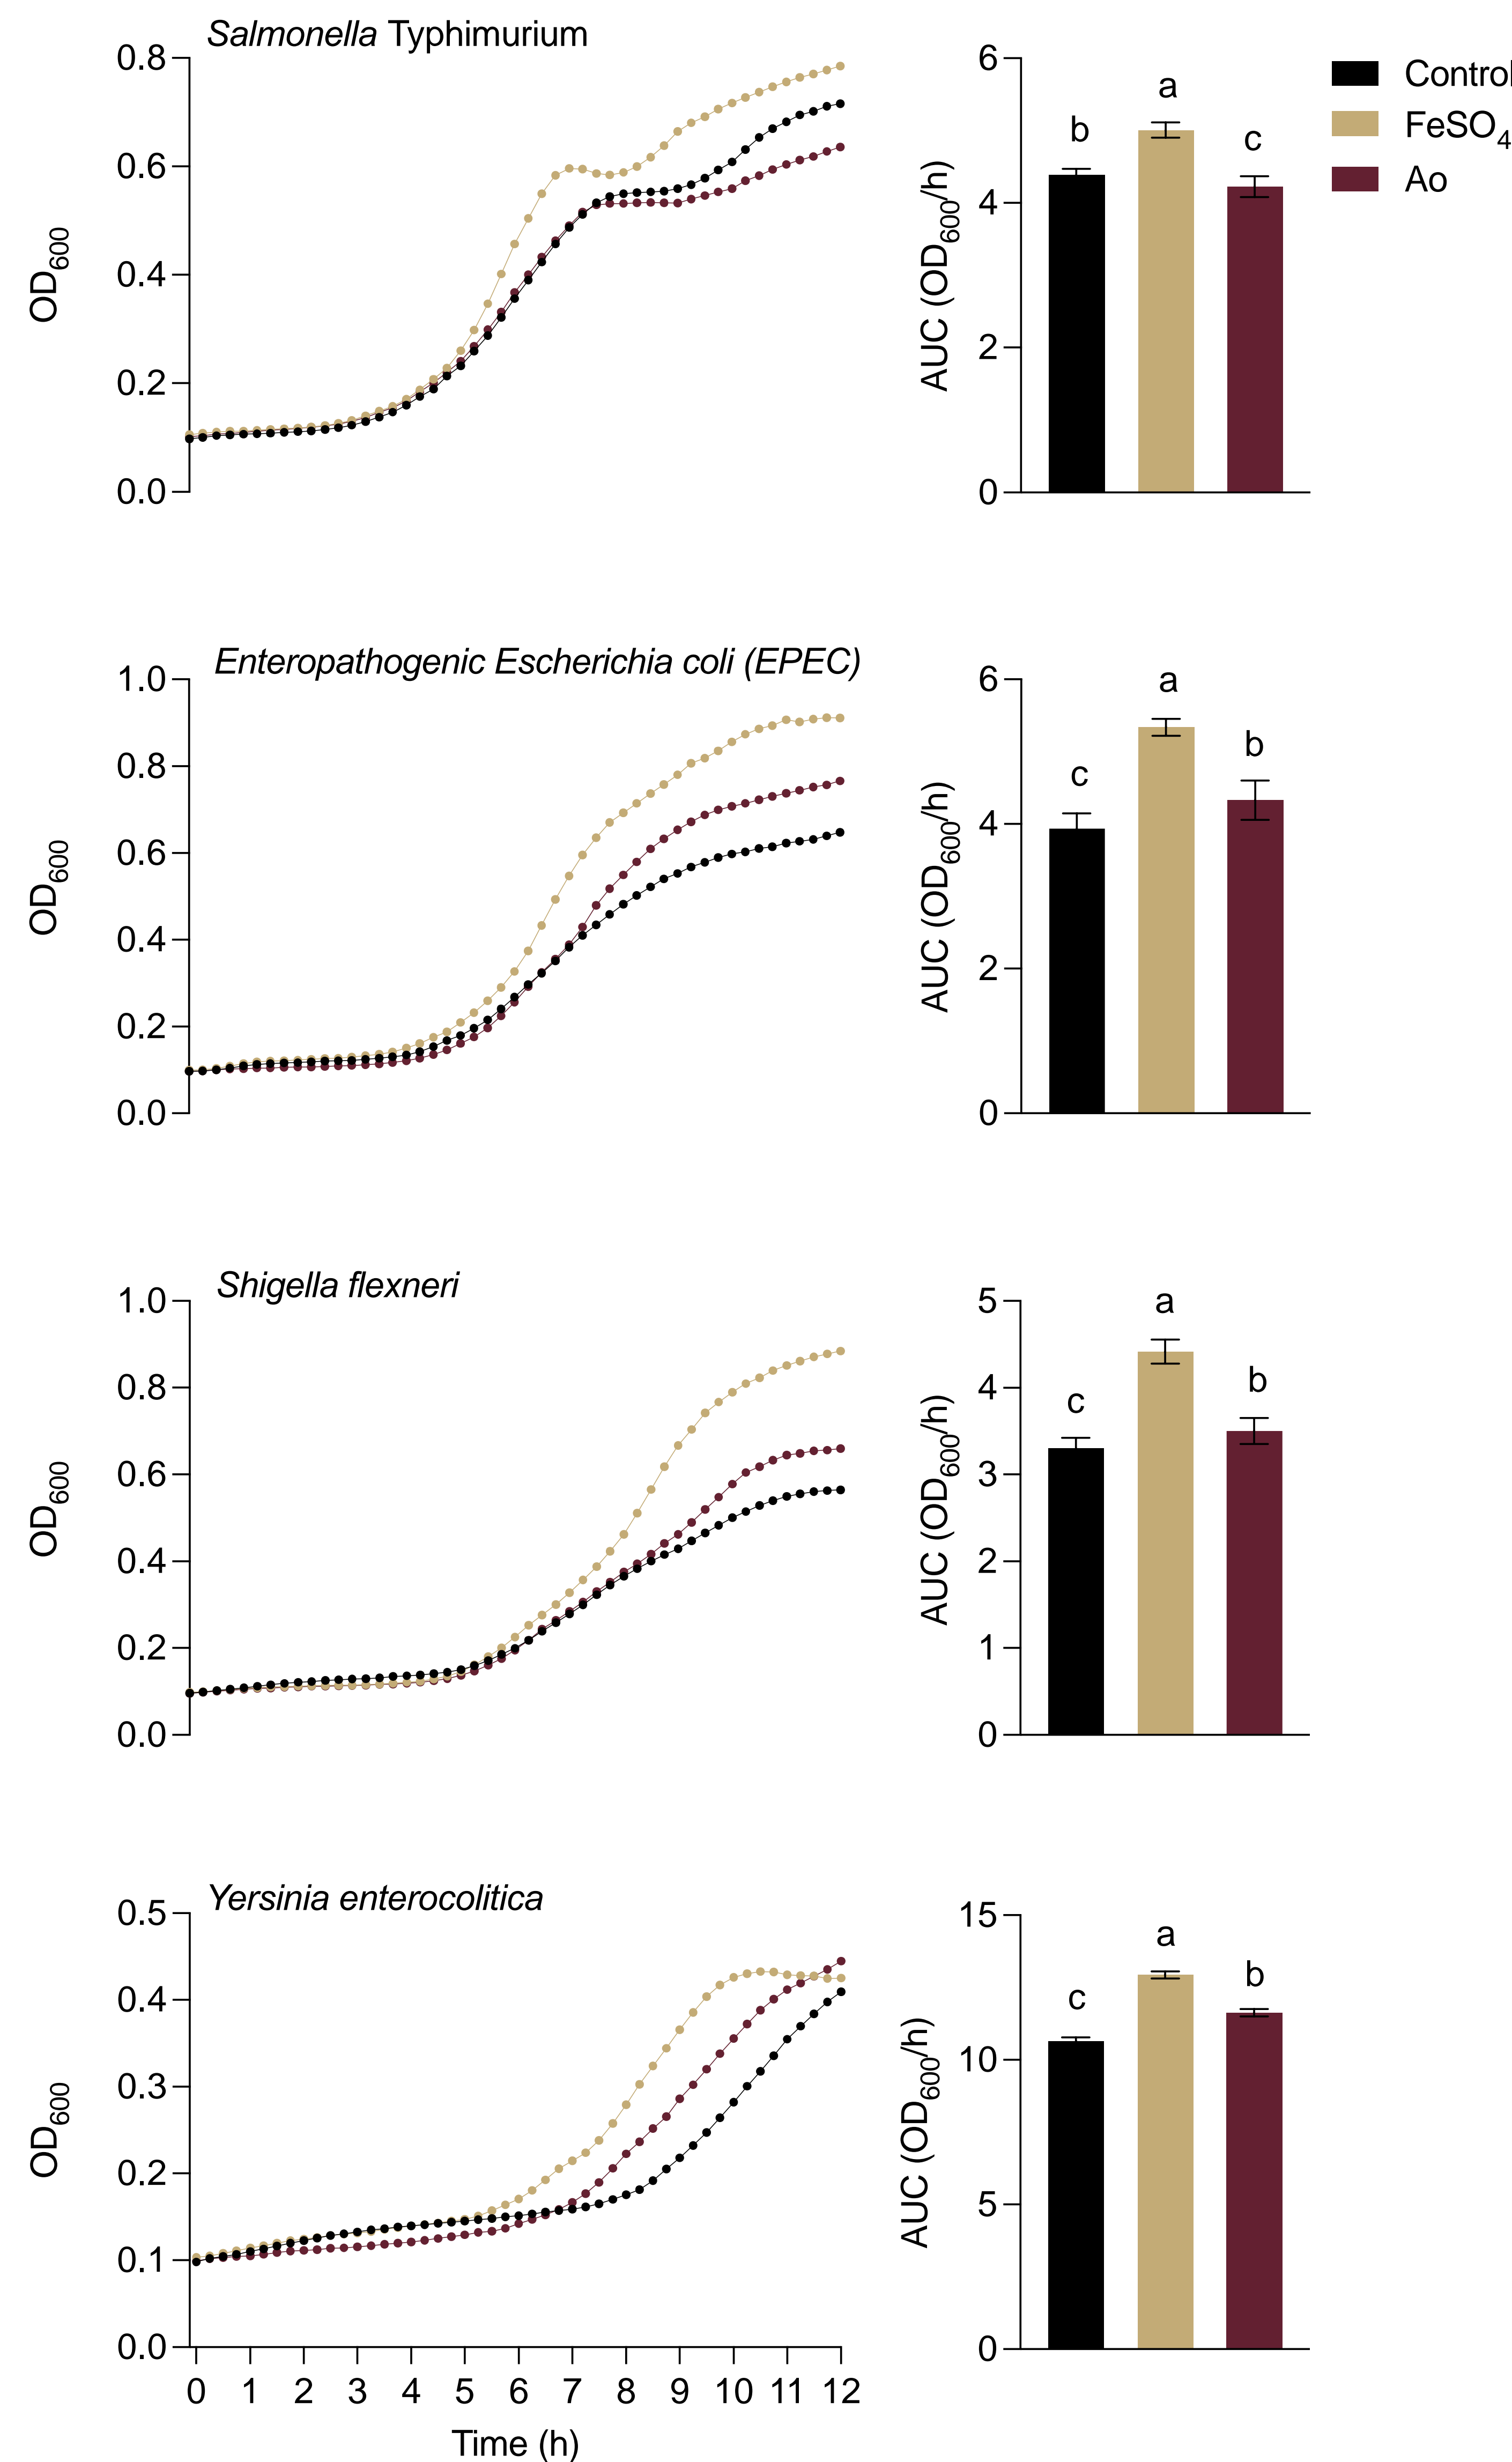 Salmonella Typhimurium
0.8
0.6
0.4
0.2
0.0
OD600
6
4
2
0
AUC (OD600/h)
b
a
c
Control
FeSO4
Ao
Enteropathogenic Escherichia coli (EPEC)
1.0
0.8
0.6
0.4
0.2
0.0
OD600
6
4
2
0
AUC (OD600/h)
c
a
b
Shigella flexneri
1.0
0.8
0.6
0.4
0.2
0.0
OD600
5
4
3
2
1
0
AUC (OD600/h)
c
a
b
Yersinia enterocolitica
0.5
0.4
0.3
0.2
0.1
0.0
OD600
0 1 2 3 4 5 6 7 8 9 10 11 12
Time (h)
15
10
5
0
AUC (OD600/h)
c
a
b